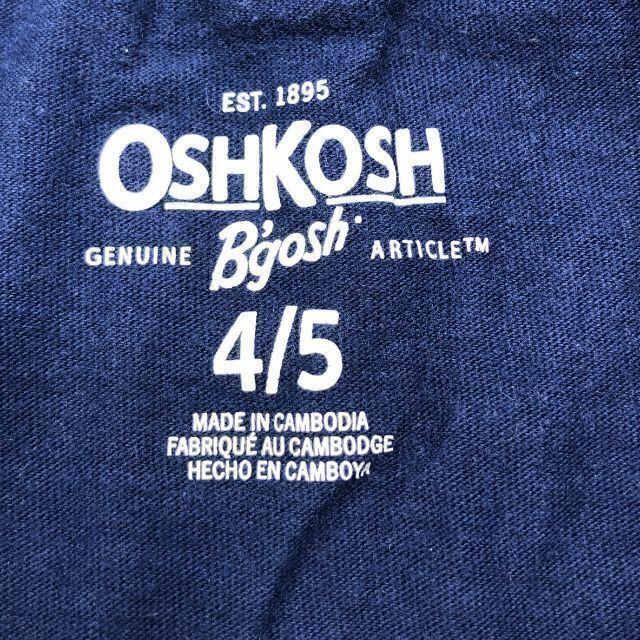 EST. 1895
OSHKOSH
GENUINE B'gosh ARTICLE™
4/5
MADE IN CAMBODIA
FABRIQUÉ AU CAMBODGE
HECHO EN CAMBOYA